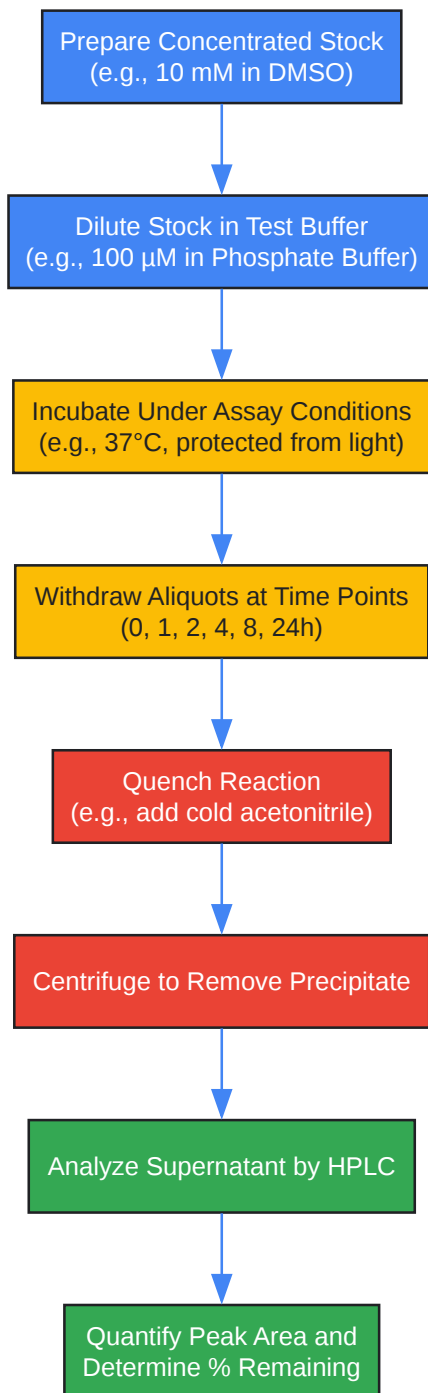 Prepare Concentrated Stock
(e.g., 10 mM in DMSO)
Dilute Stock in Test Buffer
(e.g., 100 µM in Phosphate Buffer)
Incubate Under Assay Conditions
(e.g., 37°C, protected from light)
Withdraw Aliquots at Time Points
(0, 1, 2, 4, 8, 24h)
Quench Reaction
(e.g., add cold acetonitrile)
Centrifuge to Remove Precipitate
Analyze Supernatant by HPLC
Quantify Peak Area and
Determine % Remaining